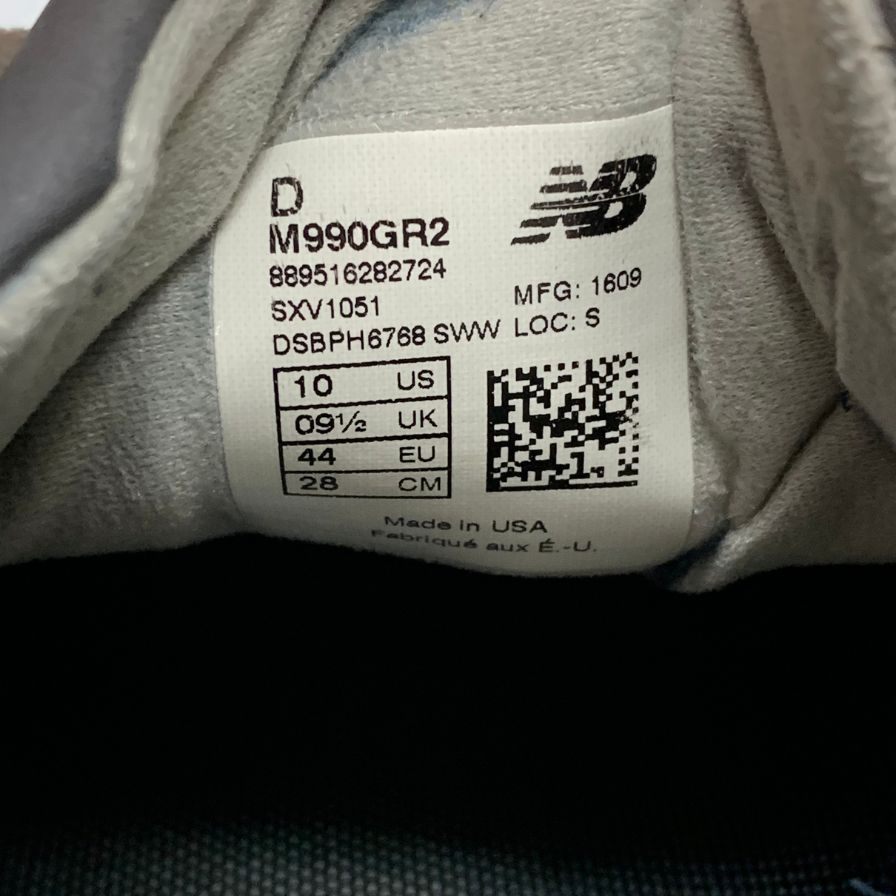 D
NB
M990GR2
889516282724
SXV1051
MFG: 1609
DSBPH6768 SWW LOC: S
10 US
09½ UK
44 EU
28 CM
Made in USA
Fabriqué aux É.-U.